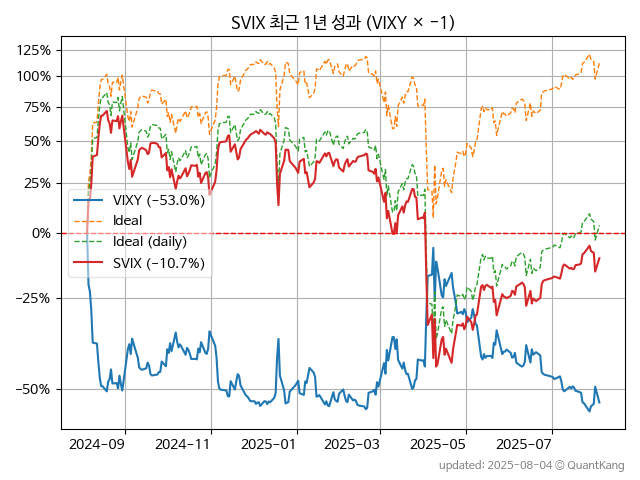 SVIX 최근 1년 성과 (VIXY × −1)
125%
100%
75%
50%
25%
0%
−25%
−50%
VIXY (−53.0%)
Ideal
Ideal (daily)
SVIX (−10.7%)
2024−09
2024−11
2025−01
2025−03
2025−05
2025−07
updated: 2025-08-04 © QuantKang